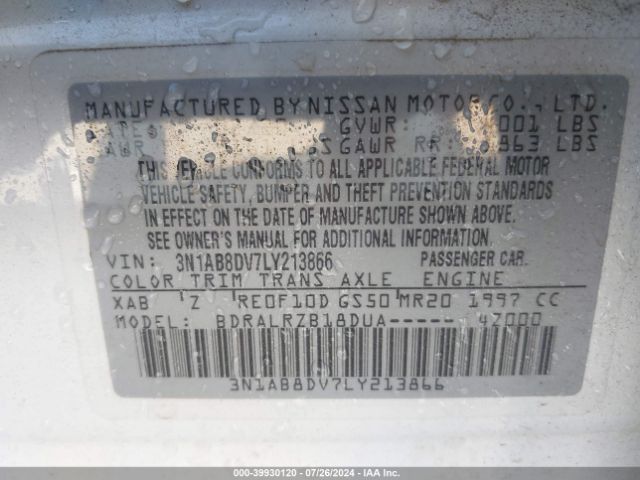 MANUFACTURED BY NISSAN MOTOR CO., LTD.
GVWR: 001 LBS
GAWR RR: 863 LBS
THIS VEHICLE CONFORMS TO ALL APPLICABLE FEDERAL MOTOR
VEHICLE SAFETY, BUMPER AND THEFT PREVENTION STANDARDS
IN EFFECT ON THE DATE OF MANUFACTURE SHOWN ABOVE.
SEE OWNER'S MANUAL FOR ADDITIONAL INFORMATION.
VIN: 3N1AB8DV7LY213866 PASSENGER CAR.
COLOR TRIM TRANS AXLE ENGINE
XAB Z RE0F10D GS50 MR20 1997 CC
MODEL: BDRALRZB18DUA----- 42000
3N1AB8DV7LY213866
000-39930120 - 07/26/2024 - IAA Inc.